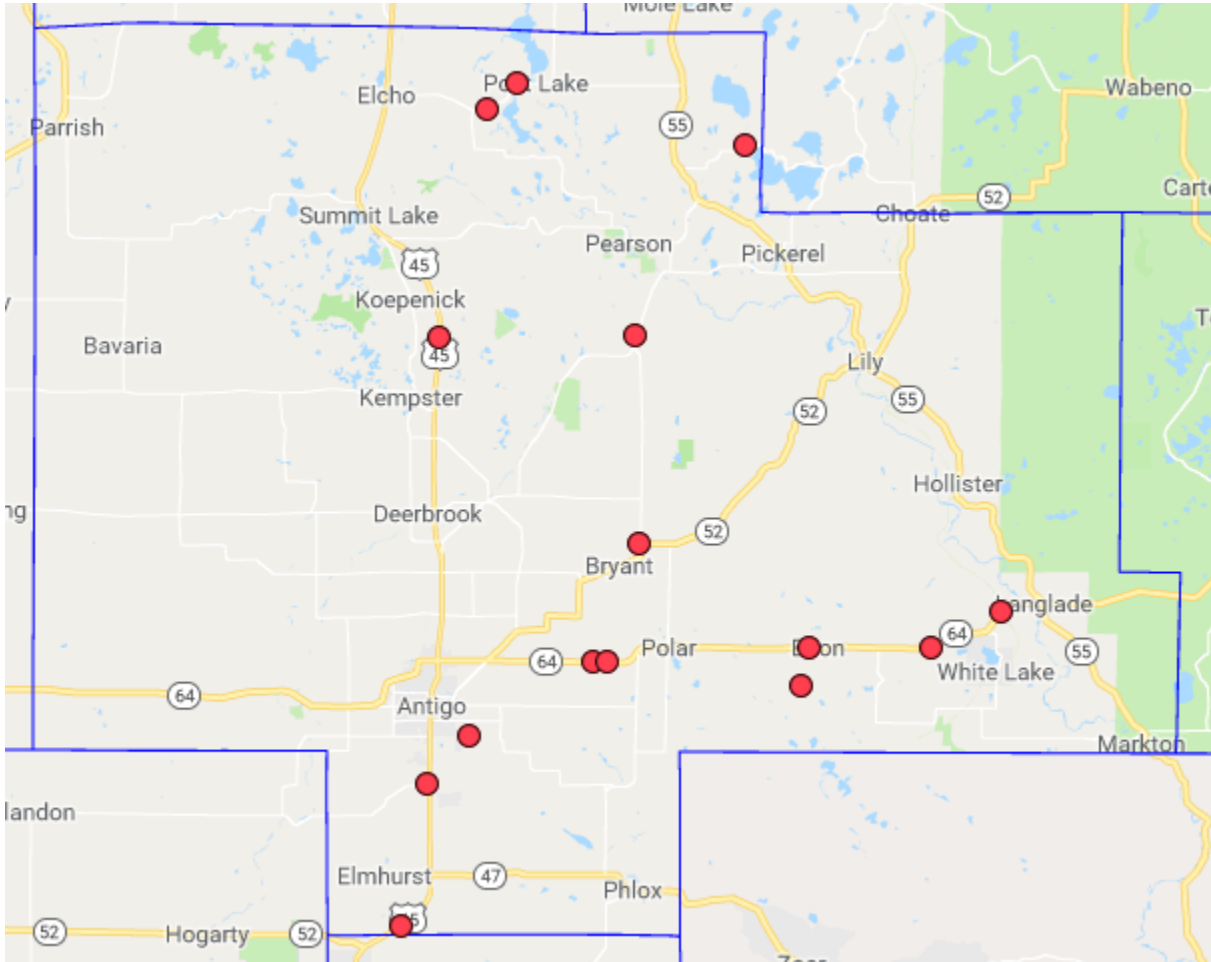 Mole Lake
Elcho
Post Lake
Wabeno
Parrish
55
Carte
52
Summit Lake
Choate
Pearson
Pickerel
45
Koepenick
Bavaria
45
Lily
Kempster
55
52
Hollister
Deerbrook
52
Bryant
Langlade
64
64
Polar
Elton
55
White Lake
64
Antigo
Markton
landon
Elmhurst
47
Phlox
45
52
Hogarty
52